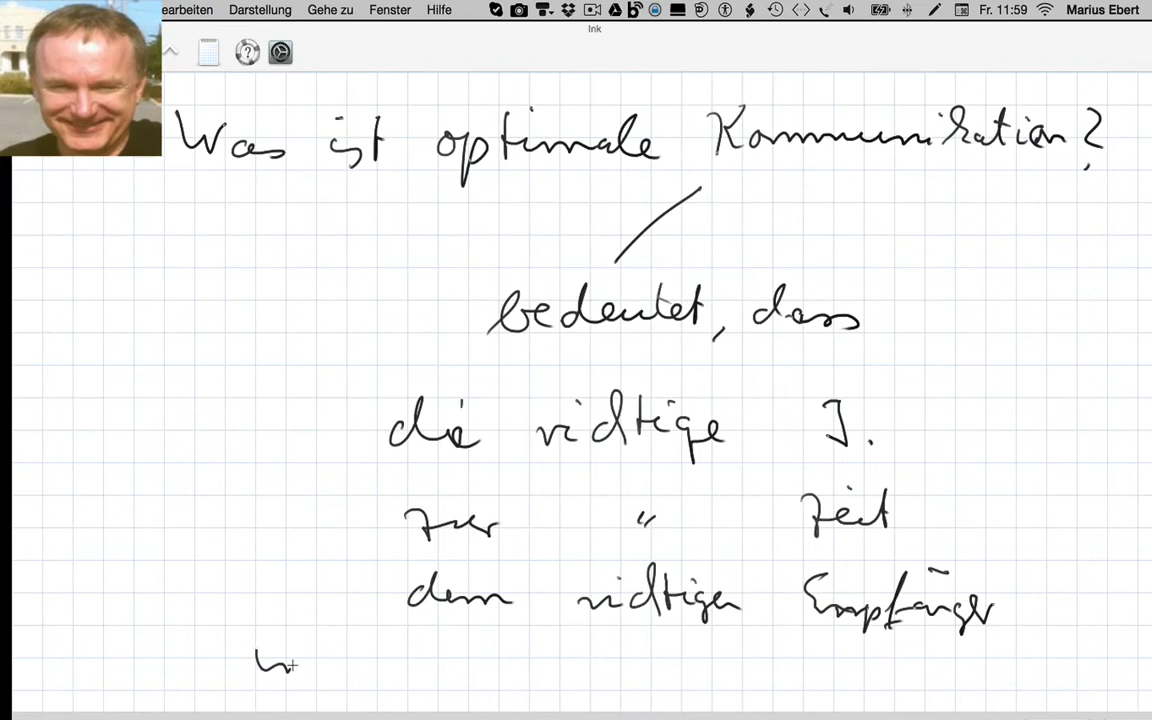 earbeiten Darstellung Gehe zu Fenster Hilfe Fr. 11:59 Marius Ebert
Ink
Was ist optimale Kommunikation?
bedeutet, dass
die richtige I.
zur " Zeit
dem richtigen Empfänger